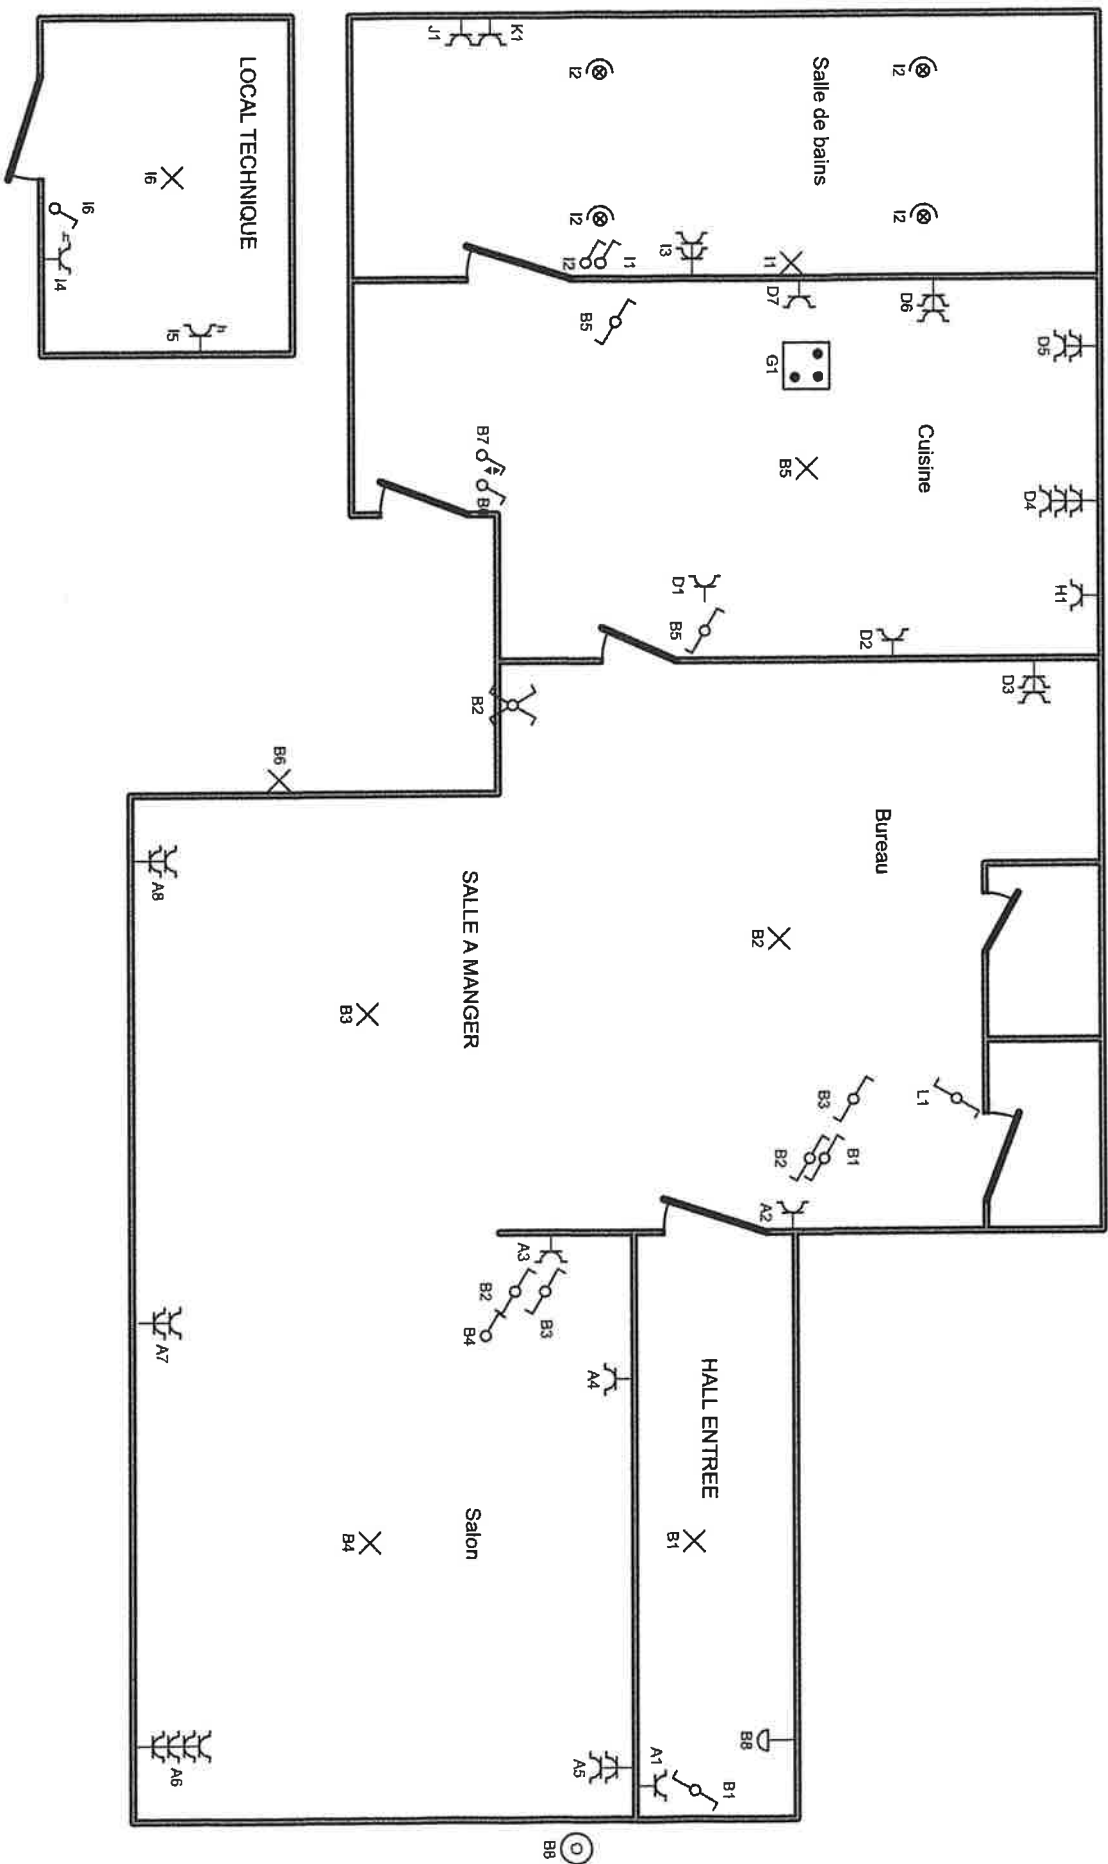 K1
J1
I2
I2
Salle de bains
I2
I2
I1
I2
I3
I1
LOCAL TECHNIQUE
I6
I6
I4
I5
D7
D6
D5
B5
G1
Cuisine
B5
D4
H1
B7
D1
B5
D2
D3
B2
B6
Bureau
B2
SALLE A MANGER
B3
A8
L1
B3
B1
B2
A2
A3
B2
B3
B4
A4
A7
HALL ENTREE
B1
Salon
B4
B8
A1
B1
A5
A6
B8